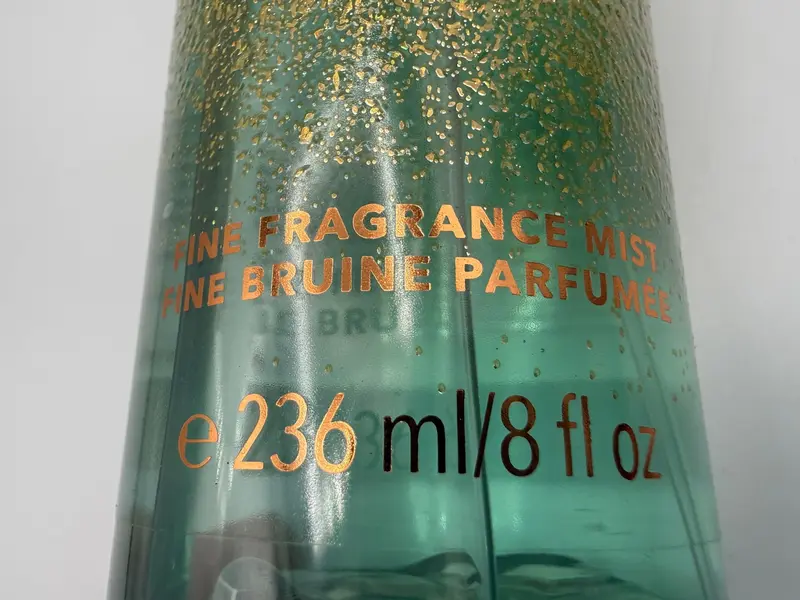 FINE FRAGRANCE MIST
FINE BRUINE PARFUMÉE
e 236 ml/8 fl oz